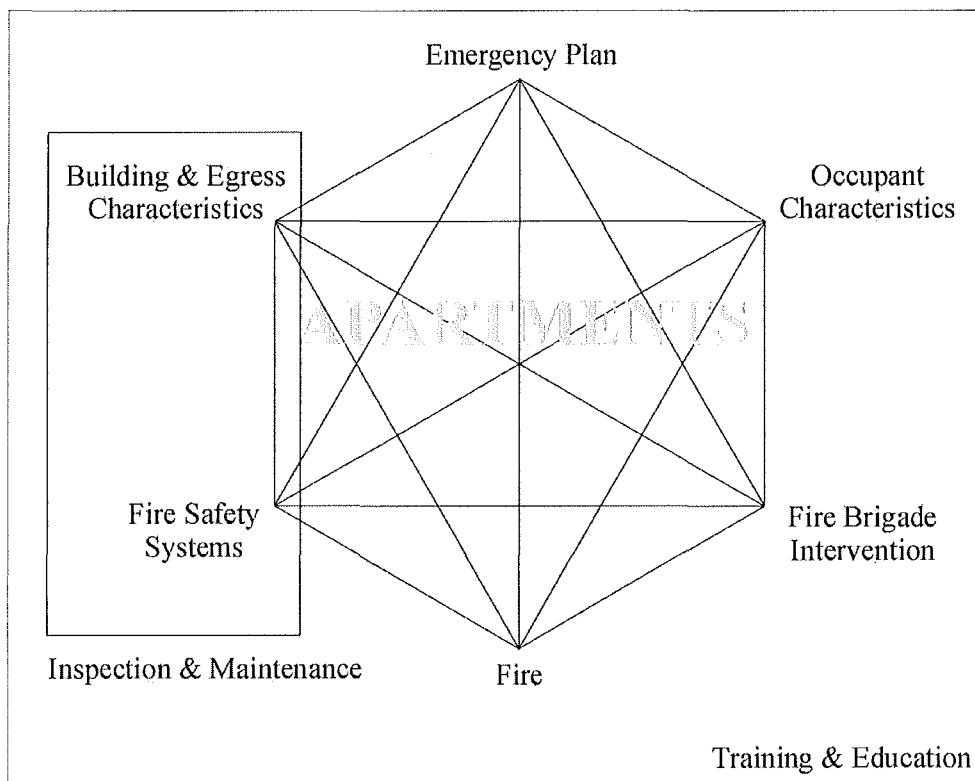 Emergency Plan
Building & Egress
Characteristics
Occupant
Characteristics
APARTMENTS
Fire Safety
Systems
Fire Brigade
Intervention
Inspection & Maintenance
Fire
Training & Education